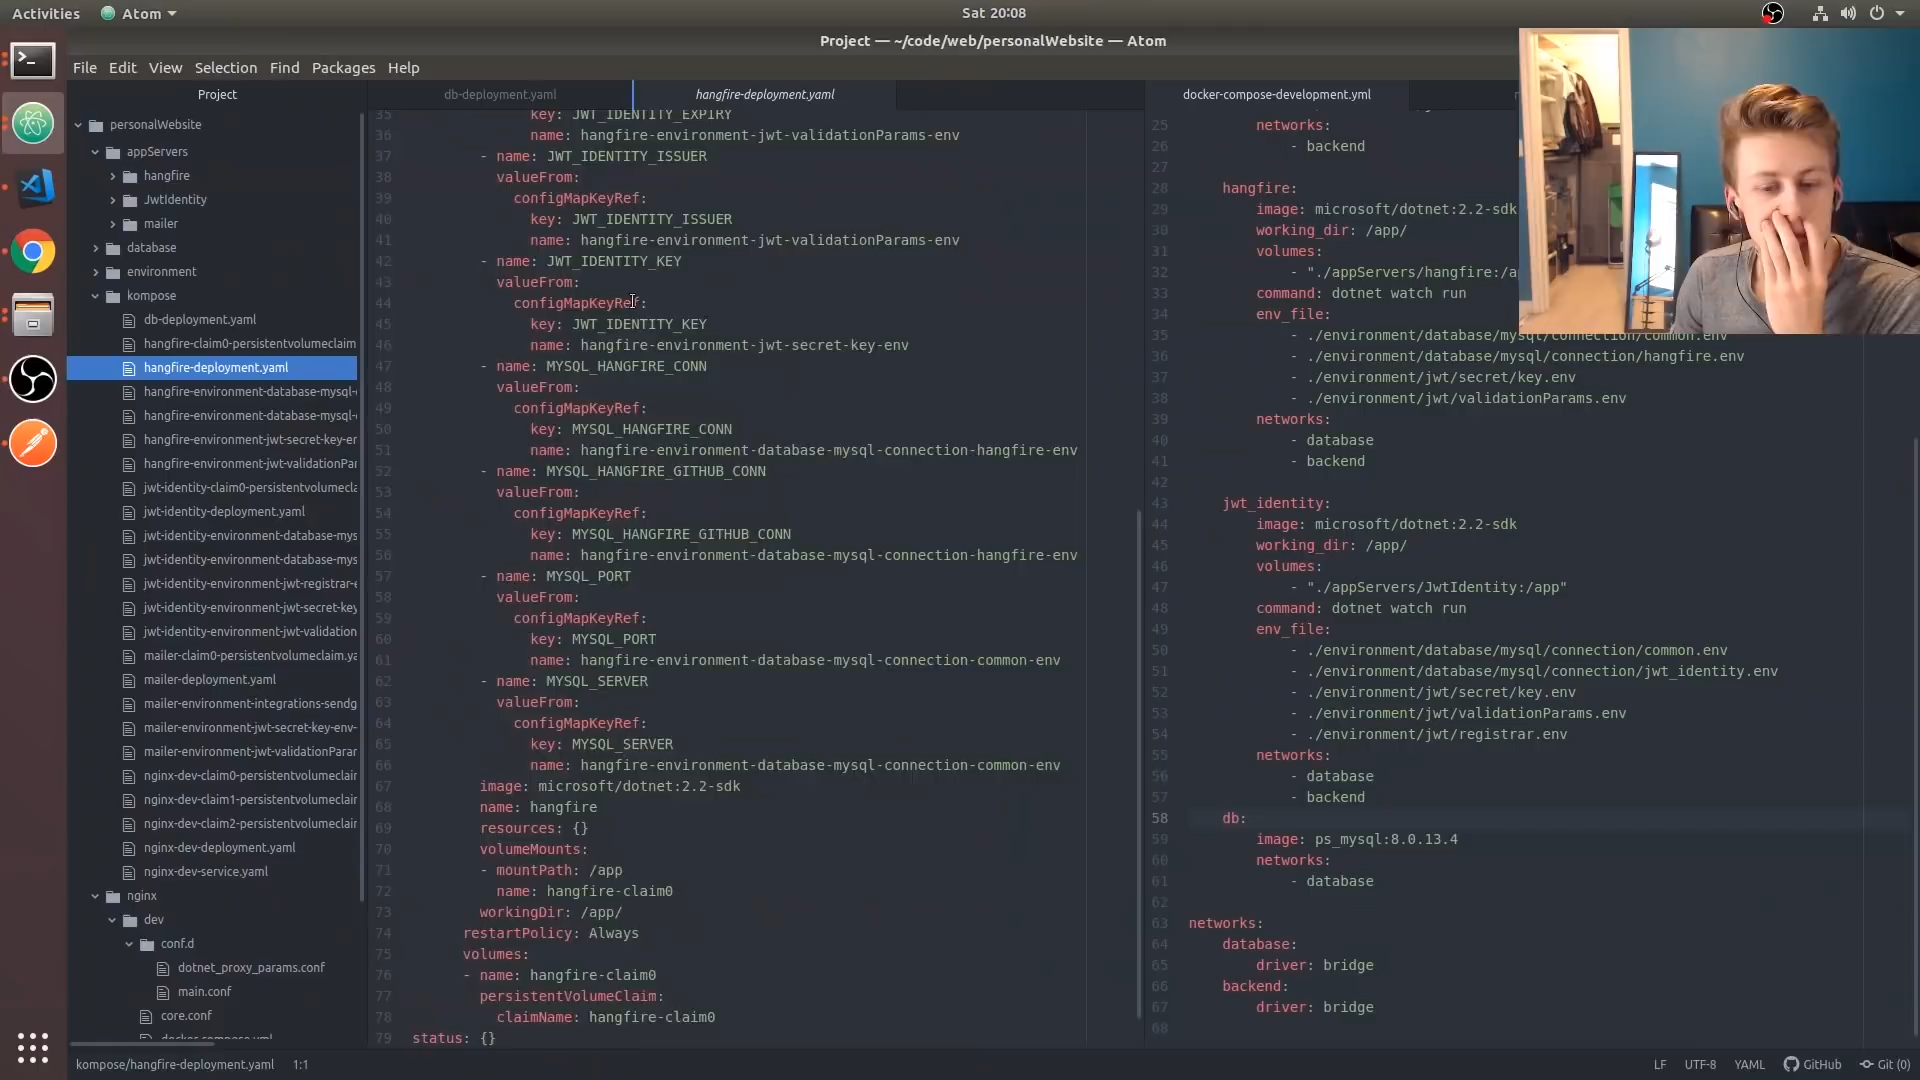 Activities
Atom
Sat 20:08
Project — ~/code/web/personalWebsite — Atom
File Edit View Selection Find Packages Help
Project
personalWebsite
appServers
hangfire
JwtIdentity
mailer
database
environment
kompose
db-deployment.yaml
hangfire-claim0-persistentvolumeclaim
hangfire-deployment.yaml
hangfire-environment-database-mysql-
hangfire-environment-database-mysql-
hangfire-environment-jwt-secret-key-er
hangfire-environment-jwt-validationPar
jwt-identity-claim0-persistentvolumecla
jwt-identity-deployment.yaml
jwt-identity-environment-database-mys
jwt-identity-environment-database-mys
jwt-identity-environment-jwt-registrar-e
jwt-identity-environment-jwt-secret-key
jwt-identity-environment-jwt-validation
mailer-claim0-persistentvolumeclaim.ya
mailer-deployment.yaml
mailer-environment-integrations-sendg
mailer-environment-jwt-secret-key-env-
mailer-environment-jwt-validationParar
nginx-dev-claim0-persistentvolumeclair
nginx-dev-claim1-persistentvolumeclair
nginx-dev-claim2-persistentvolumeclair
nginx-dev-deployment.yaml
nginx-dev-service.yaml
nginx
dev
conf.d
dotnet_proxy_params.conf
main.conf
core.conf
docker-compose.yml
db-deployment.yaml
hangfire-deployment.yaml
35 key: JWT_IDENTITY_EXPIRY
36 name: hangfire-environment-jwt-validationParams-env
37 - name: JWT_IDENTITY_ISSUER
38 valueFrom:
39 configMapKeyRef:
40 key: JWT_IDENTITY_ISSUER
41 name: hangfire-environment-jwt-validationParams-env
42 - name: JWT_IDENTITY_KEY
43 valueFrom:
44 configMapKeyRef:
45 key: JWT_IDENTITY_KEY
46 name: hangfire-environment-jwt-secret-key-env
47 - name: MYSQL_HANGFIRE_CONN
48 valueFrom:
49 configMapKeyRef:
50 key: MYSQL_HANGFIRE_CONN
51 name: hangfire-environment-database-mysql-connection-hangfire-env
52 - name: MYSQL_HANGFIRE_GITHUB_CONN
53 valueFrom:
54 configMapKeyRef:
55 key: MYSQL_HANGFIRE_GITHUB_CONN
56 name: hangfire-environment-database-mysql-connection-hangfire-env
57 - name: MYSQL_PORT
58 valueFrom:
59 configMapKeyRef:
60 key: MYSQL_PORT
61 name: hangfire-environment-database-mysql-connection-common-env
62 - name: MYSQL_SERVER
63 valueFrom:
64 configMapKeyRef:
65 key: MYSQL_SERVER
66 name: hangfire-environment-database-mysql-connection-common-env
67 image: microsoft/dotnet:2.2-sdk
68 name: hangfire
69 resources: {}
70 volumeMounts:
71 - mountPath: /app
72 name: hangfire-claim0
73 workingDir: /app/
74 restartPolicy: Always
75 volumes:
76 - name: hangfire-claim0
77 persistentVolumeClaim:
78 claimName: hangfire-claim0
79 status: {}
docker-compose-development.yml
25 networks:
26 - backend
27
28 hangfire:
29 image: microsoft/dotnet:2.2-sdk
30 working_dir: /app/
31 volumes:
32 - "./appServers/hangfire:/ap
33 command: dotnet watch run
34 env_file:
35 - ./environment/database/mysql/connection/common.env
36 - ./environment/database/mysql/connection/hangfire.env
37 - ./environment/jwt/secret/key.env
38 - ./environment/jwt/validationParams.env
39 networks:
40 - database
41 - backend
42
43 jwt_identity:
44 image: microsoft/dotnet:2.2-sdk
45 working_dir: /app/
46 volumes:
47 - "./appServers/JwtIdentity:/app"
48 command: dotnet watch run
49 env_file:
50 - ./environment/database/mysql/connection/common.env
51 - ./environment/database/mysql/connection/jwt_identity.env
52 - ./environment/jwt/secret/key.env
53 - ./environment/jwt/validationParams.env
54 - ./environment/jwt/registrar.env
55 networks:
56 - database
57 - backend
58 db:
59 image: ps_mysql:8.0.13.4
60 networks:
61 - database
62
63 networks:
64 database:
65 driver: bridge
66 backend:
67 driver: bridge
68
kompose/hangfire-deployment.yaml 1:1
LF UTF-8 YAML GitHub Git (0)